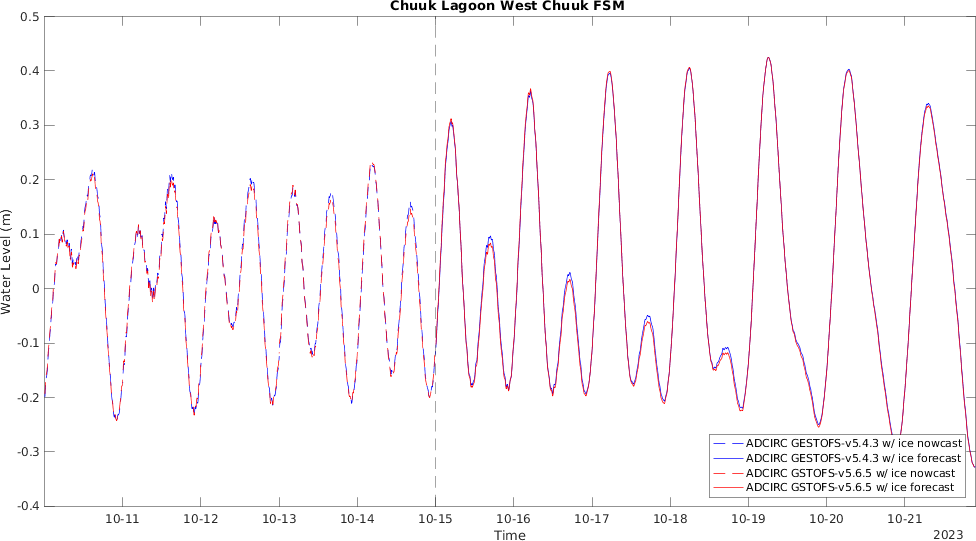 Chuuk Lagoon West Chuuk FSM
0.5
0.4
0.3
0.2
0.1
0
-0.1
-0.2
-0.3
-0.4
Water Level (m)
ADCIRC GESTOFS-v5.4.3 w/ ice nowcast
ADCIRC GESTOFS-v5.4.3 w/ ice forecast
ADCIRC GSTOFS-v5.6.5 w/ ice nowcast
ADCIRC GSTOFS-v5.6.5 w/ ice forecast
10-11 10-12 10-13 10-14 10-15 10-16 10-17 10-18 10-19 10-20 10-21
Time
2023